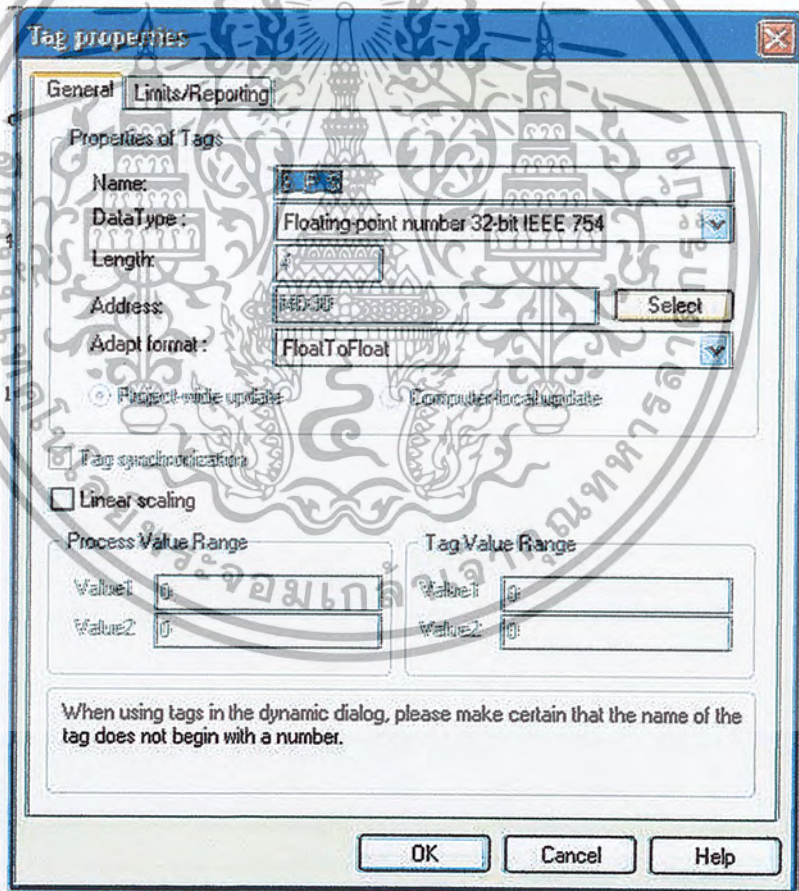 Tag properties
General Limits/Reporting
Properties of Tags
Name:
DataType : Floating-point number 32-bit IEEE 754
Length: 4
Address: MD30 Select
Adapt format : FloatToFloat
Project-wide update Computer-local update
Tag synchronization
Linear scaling
Process Value Range Tag Value Range
Value1 0 Value1 0
Value2 0 Value2 0
When using tags in the dynamic dialog, please make certain that the name of the
tag does not begin with a number.
OK Cancel Help